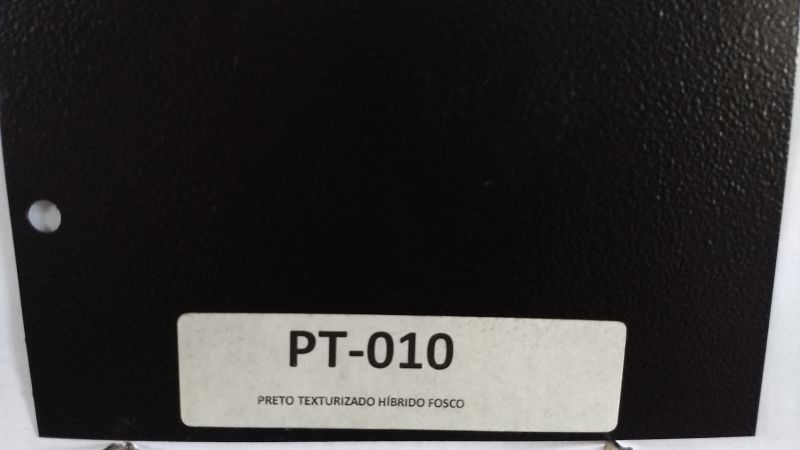 PT-010
PRETO TEXTURIZADO HÍBRIDO FOSCO